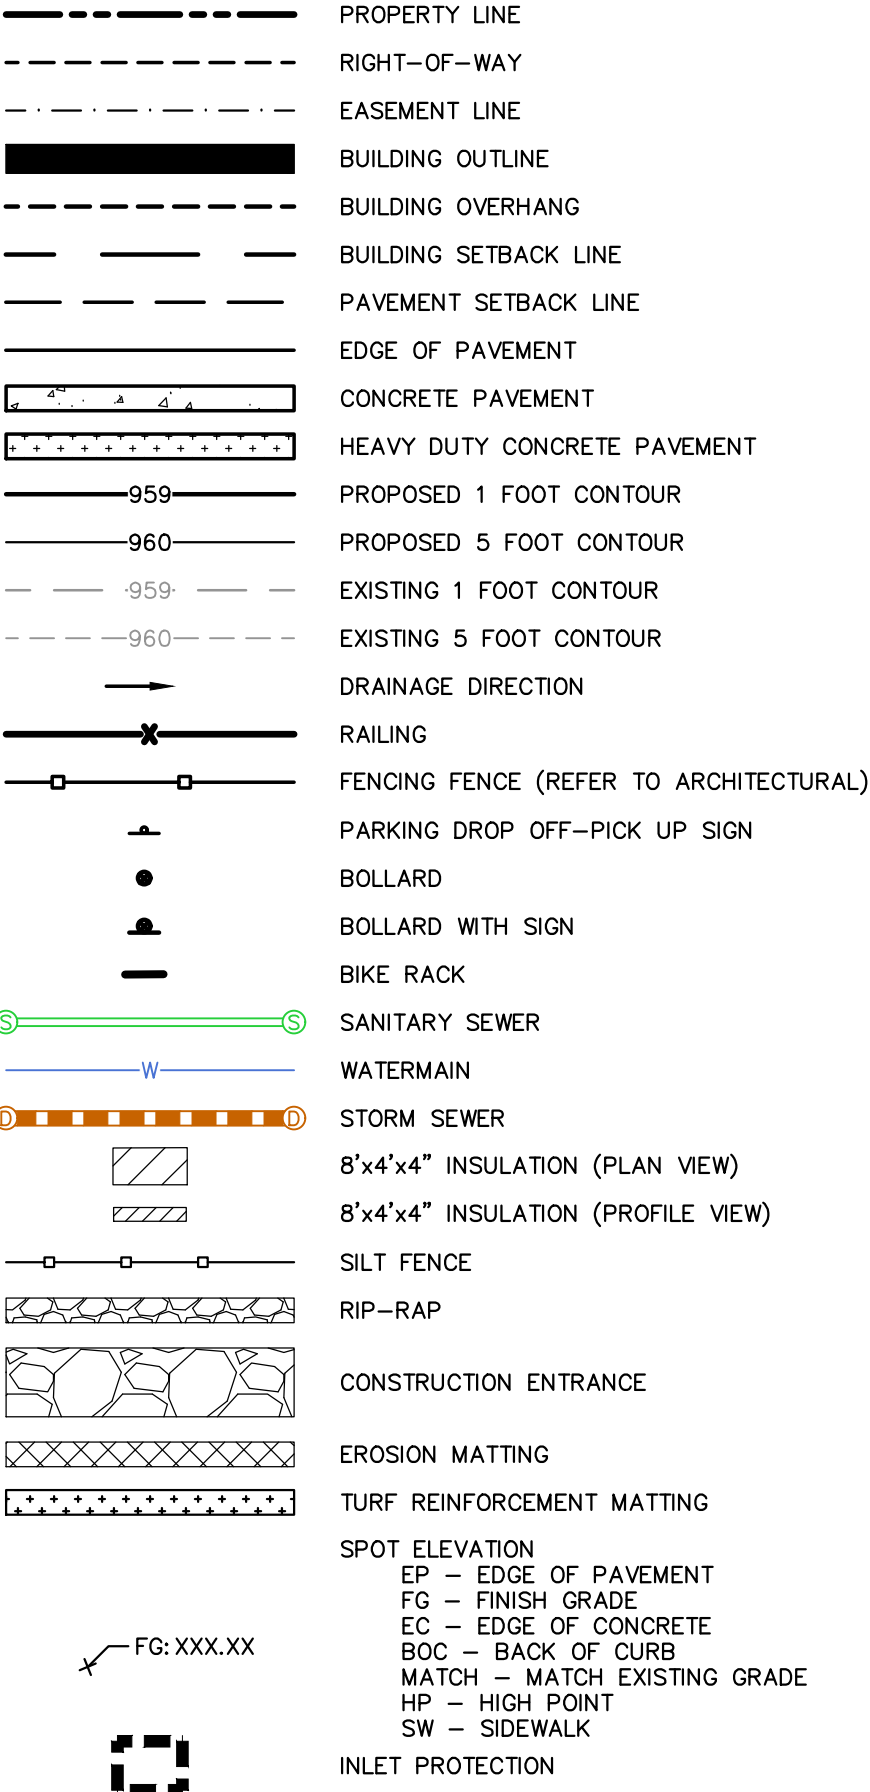 PROPERTY LINE
RIGHT-OF-WAY
EASEMENT LINE
BUILDING OUTLINE
BUILDING OVERHANG
BUILDING SETBACK LINE
PAVEMENT SETBACK LINE
EDGE OF PAVEMENT
CONCRETE PAVEMENT
HEAVY DUTY CONCRETE PAVEMENT
959 PROPOSED 1 FOOT CONTOUR
960 PROPOSED 5 FOOT CONTOUR
959 EXISTING 1 FOOT CONTOUR
960 EXISTING 5 FOOT CONTOUR
DRAINAGE DIRECTION
RAILING
FENCING FENCE (REFER TO ARCHITECTURAL)
PARKING DROP OFF-PICK UP SIGN
BOLLARD
BOLLARD WITH SIGN
BIKE RACK
S S SANITARY SEWER
W WATERMAIN
D D STORM SEWER
8'x4'x4" INSULATION (PLAN VIEW)
8'x4'x4" INSULATION (PROFILE VIEW)
SILT FENCE
RIP-RAP
CONSTRUCTION ENTRANCE
EROSION MATTING
TURF REINFORCEMENT MATTING
SPOT ELEVATION
EP - EDGE OF PAVEMENT
FG - FINISH GRADE
EC - EDGE OF CONCRETE
FG: XXX.XX
BOC - BACK OF CURB
MATCH - MATCH EXISTING GRADE
HP - HIGH POINT
SW - SIDEWALK
INLET PROTECTION